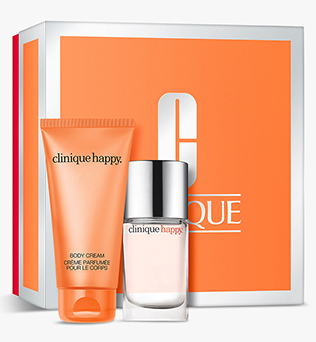 C
QUE
clinique happy.
BODY CREAM
CRÈME PARFUMÉE
POUR LE CORPS
clinique happy.